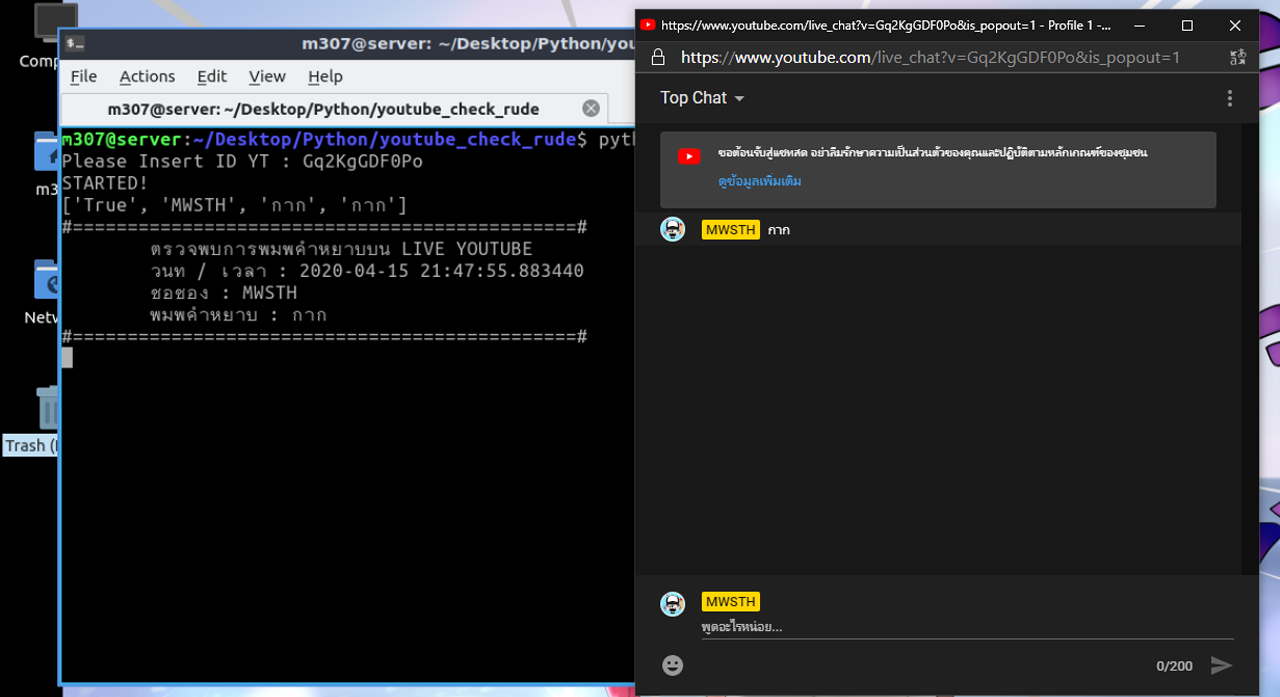 Comp
m307@server: ~/Desktop/Python/you
File Actions Edit View Help
m307@server: ~/Desktop/Python/youtube_check_rude
m307@server:~/Desktop/Python/youtube_check_rude$ pyth
Please Insert ID YT : Gq2KgGDF0Po
STARTED!
['True', 'MWSTH', 'กาก', 'กาก']
#==============================================#
ตรวจพบการพมพคำหยาบบน LIVE YOUTUBE
วนท / เวลา : 2020-04-15 21:47:55.883440
ชอชอง : MWSTH
พมพคำหยาบ : กาก
#==============================================#
m3
Netw
Trash (
https://www.youtube.com/live_chat?v=Gq2KgGDF0Po&is_popout=1 - Profile 1 -...
https://www.youtube.com/live_chat?v=Gq2KgGDF0Po&is_popout=1
Top Chat
ขอต้อนรับสู่แชทสด อย่าลืมรักษาความเป็นส่วนตัวของคุณและปฏิบัติตามหลักเกณฑ์ของชุมชน
ดูข้อมูลเพิ่มเติม
MWSTH กาก
MWSTH
พูดอะไรหน่อย...
0/200